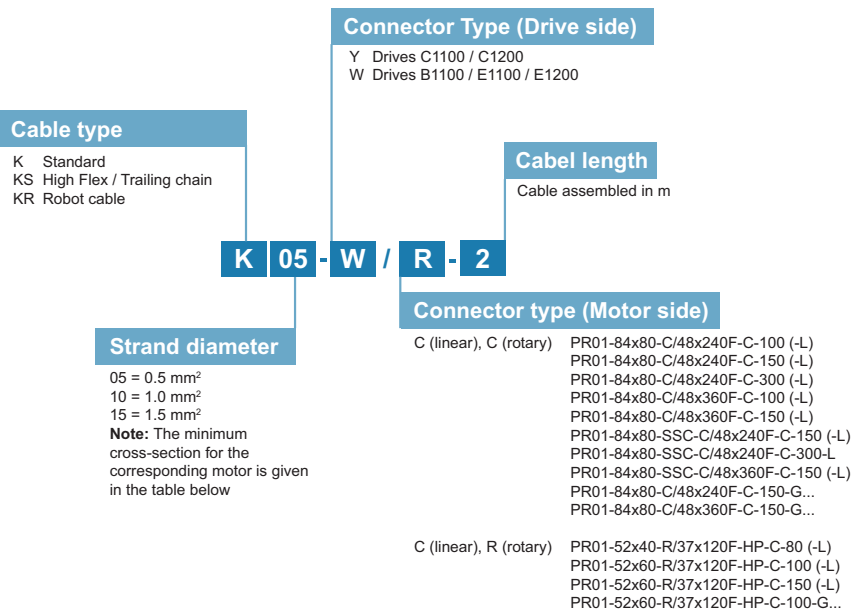 Connector Type (Drive side)
Y Drives C1100 / C1200
W Drives B1100 / E1100 / E1200
Cable type
K Standard
KS High Flex / Trailing chain
KR Robot cable
Cabel length
Cable assembled in m
K 05 - W / R - 2
Strand diameter
05 = 0.5 mm²
10 = 1.0 mm²
15 = 1.5 mm²
Note: The minimum
cross-section for the
corresponding motor is given
in the table below
Connector type (Motor side)
C (linear), C (rotary) PR01-84x80-C/48x240F-C-100 (-L)
PR01-84x80-C/48x240F-C-150 (-L)
PR01-84x80-C/48x240F-C-300 (-L)
PR01-84x80-C/48x360F-C-100 (-L)
PR01-84x80-C/48x360F-C-150 (-L)
PR01-84x80-SSC-C/48x240F-C-150 (-L)
PR01-84x80-SSC-C/48x240F-C-300-L
PR01-84x80-SSC-C/48x360F-C-150 (-L)
PR01-84x80-C/48x240F-C-150-G...
PR01-84x80-C/48x360F-C-150-G...
C (linear), R (rotary) PR01-52x40-R/37x120F-HP-C-80 (-L)
PR01-52x60-R/37x120F-HP-C-100 (-L)
PR01-52x60-R/37x120F-HP-C-150 (-L)
PR01-52x60-R/37x120F-HP-C-100-G...